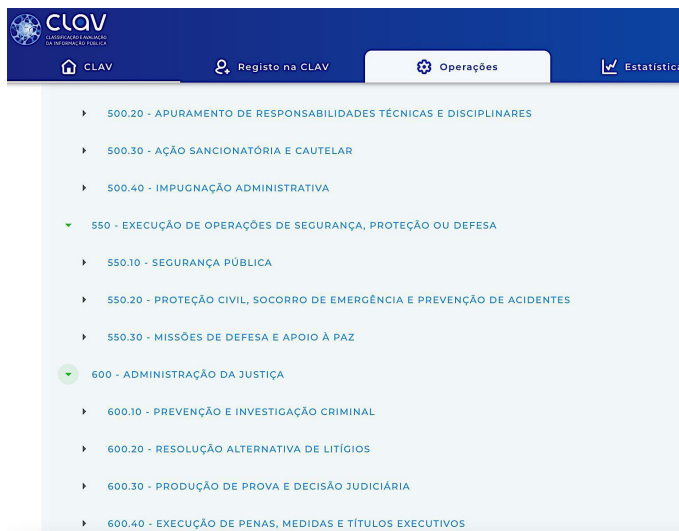 CLAV
CLASSIFICAÇÃO E AVALIAÇÃO
DA INFORMAÇÃO PÚBLICA
CLAV
Registo na CLAV
Operações
Estatística
500.20 - APURAMENTO DE RESPONSABILIDADES TÉCNICAS E DISCIPLINARES
500.30 - AÇÃO SANCIONATÓRIA E CAUTELAR
500.40 - IMPUGNAÇÃO ADMINISTRATIVA
550 - EXECUÇÃO DE OPERAÇÕES DE SEGURANÇA, PROTEÇÃO OU DEFESA
550.10 - SEGURANÇA PÚBLICA
550.20 - PROTEÇÃO CIVIL, SOCORRO DE EMERGÊNCIA E PREVENÇÃO DE ACIDENTES
550.30 - MISSÕES DE DEFESA E APOIO À PAZ
600 - ADMINISTRAÇÃO DA JUSTIÇA
600.10 - PREVENÇÃO E INVESTIGAÇÃO CRIMINAL
600.20 - RESOLUÇÃO ALTERNATIVA DE LITÍGIOS
600.30 - PRODUÇÃO DE PROVA E DECISÃO JUDICIÁRIA
600.40 - EXECUÇÃO DE PENAS, MEDIDAS E TÍTULOS EXECUTIVOS